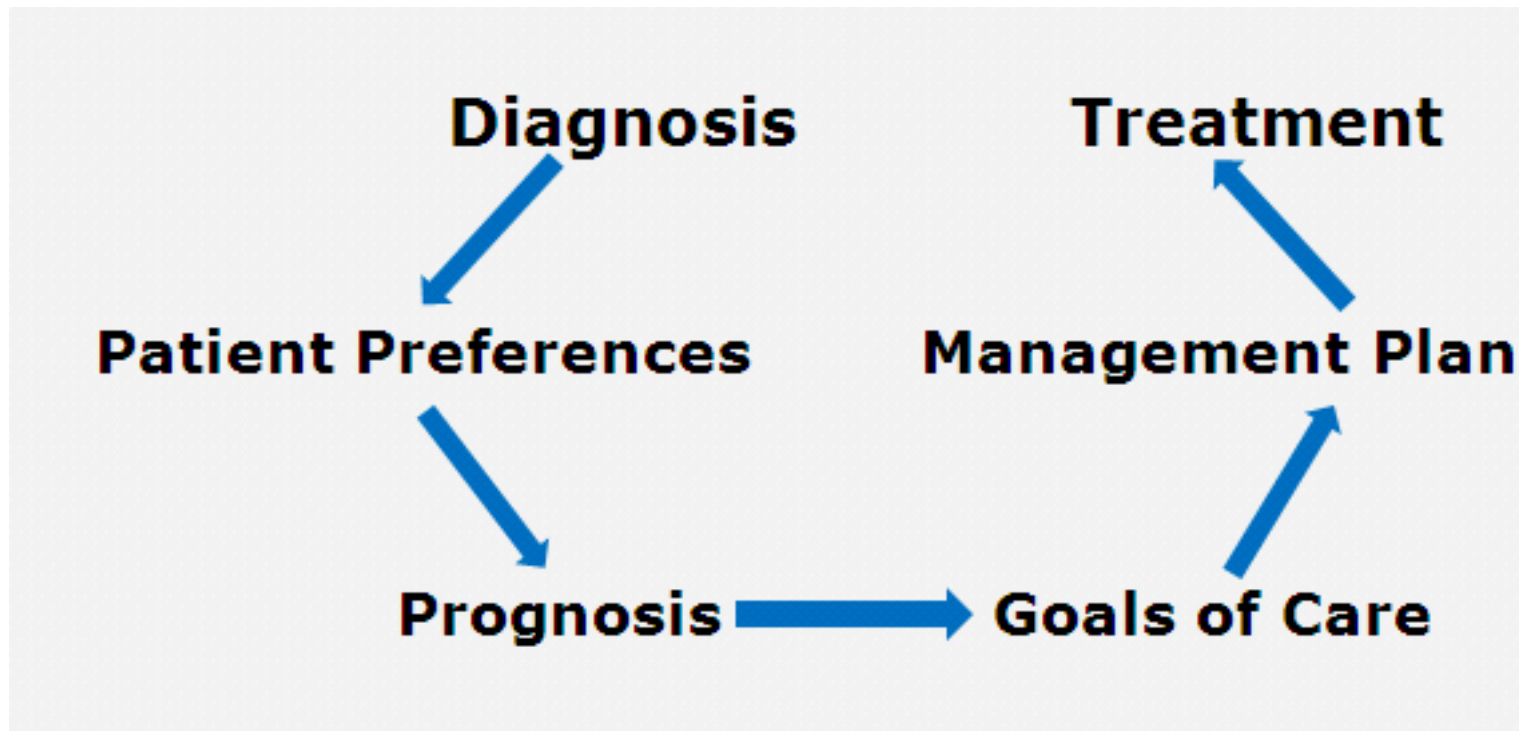 Diagnosis
Treatment
Patient Preferences
Management Plan
Prognosis
Goals of Care